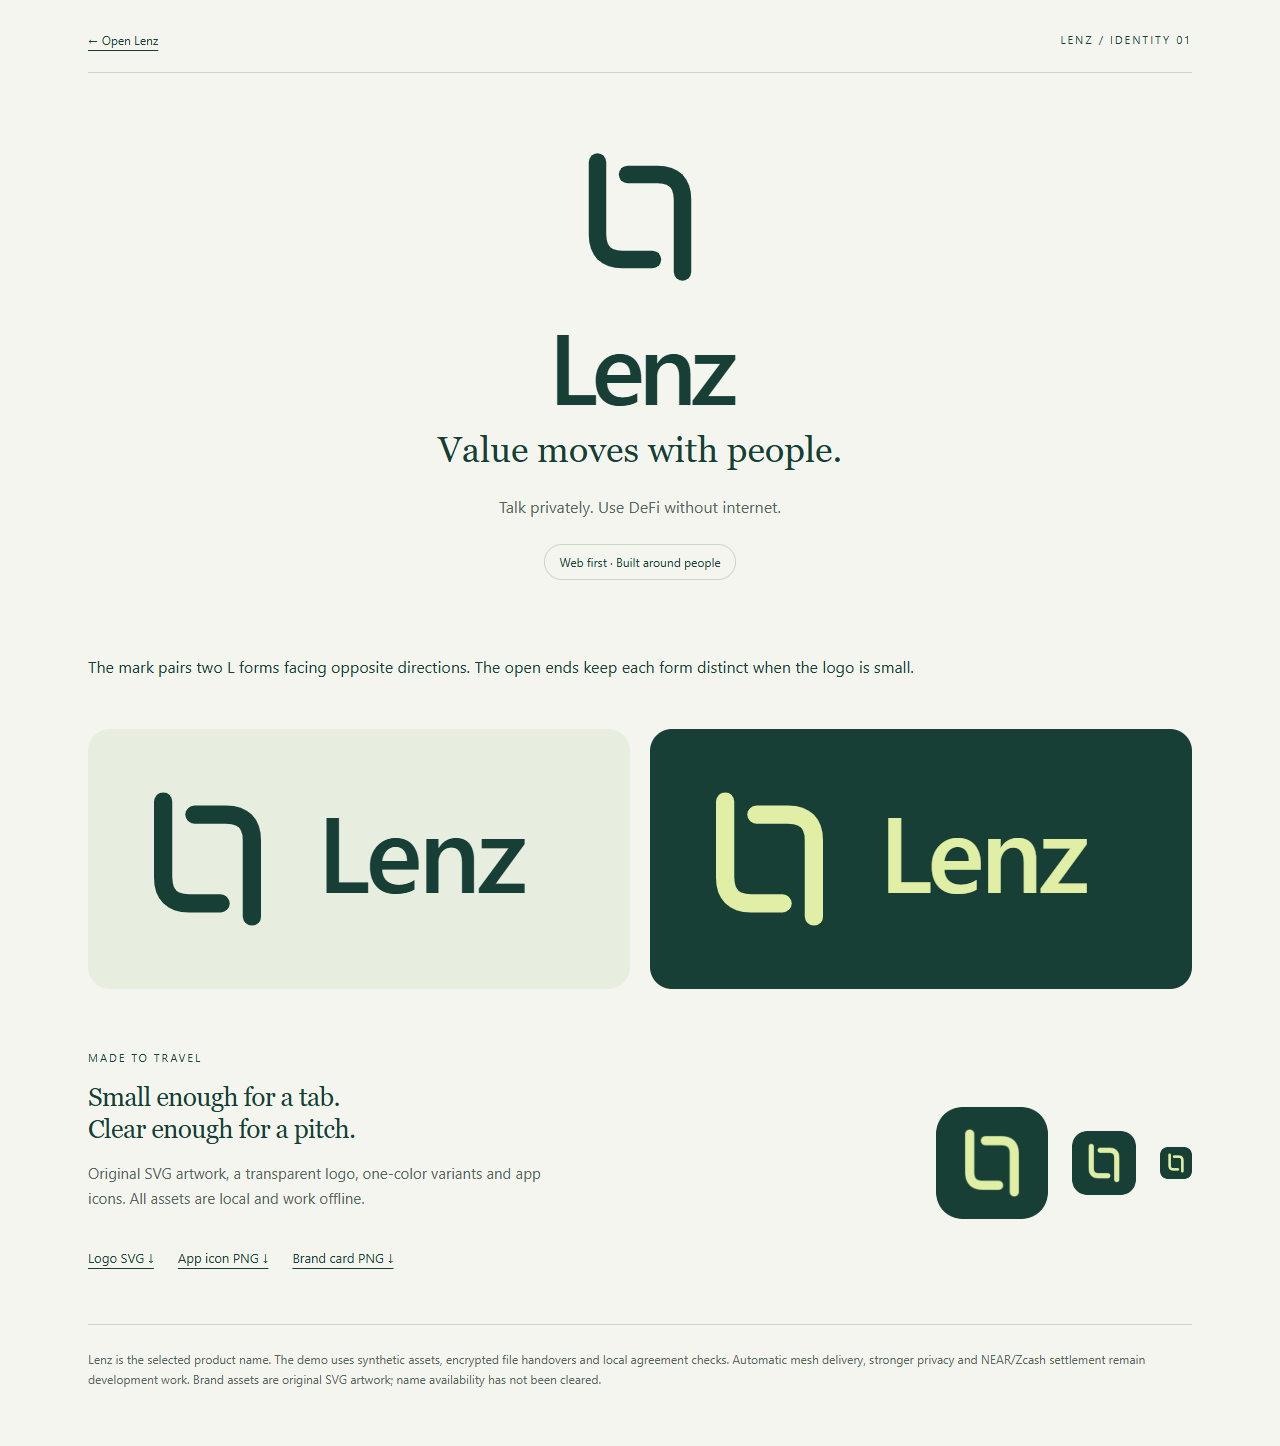 ← Open Lenz
LENZ / IDENTITY 01
Lenz
Value moves with people.
Talk privately. Use DeFi without internet.
Web first · Built around people
The mark pairs two L forms facing opposite directions. The open ends keep each form distinct when the logo is small.
Lenz
Lenz
MADE TO TRAVEL
Small enough for a tab.
Clear enough for a pitch.
Original SVG artwork, a transparent logo, one-color variants and app
icons. All assets are local and work offline.
Logo SVG ↓
App icon PNG ↓
Brand card PNG ↓
Lenz is the selected product name. The demo uses synthetic assets, encrypted file handovers and local agreement checks. Automatic mesh delivery, stronger privacy and NEAR/Zcash settlement remain
development work. Brand assets are original SVG artwork; name availability has not been cleared.